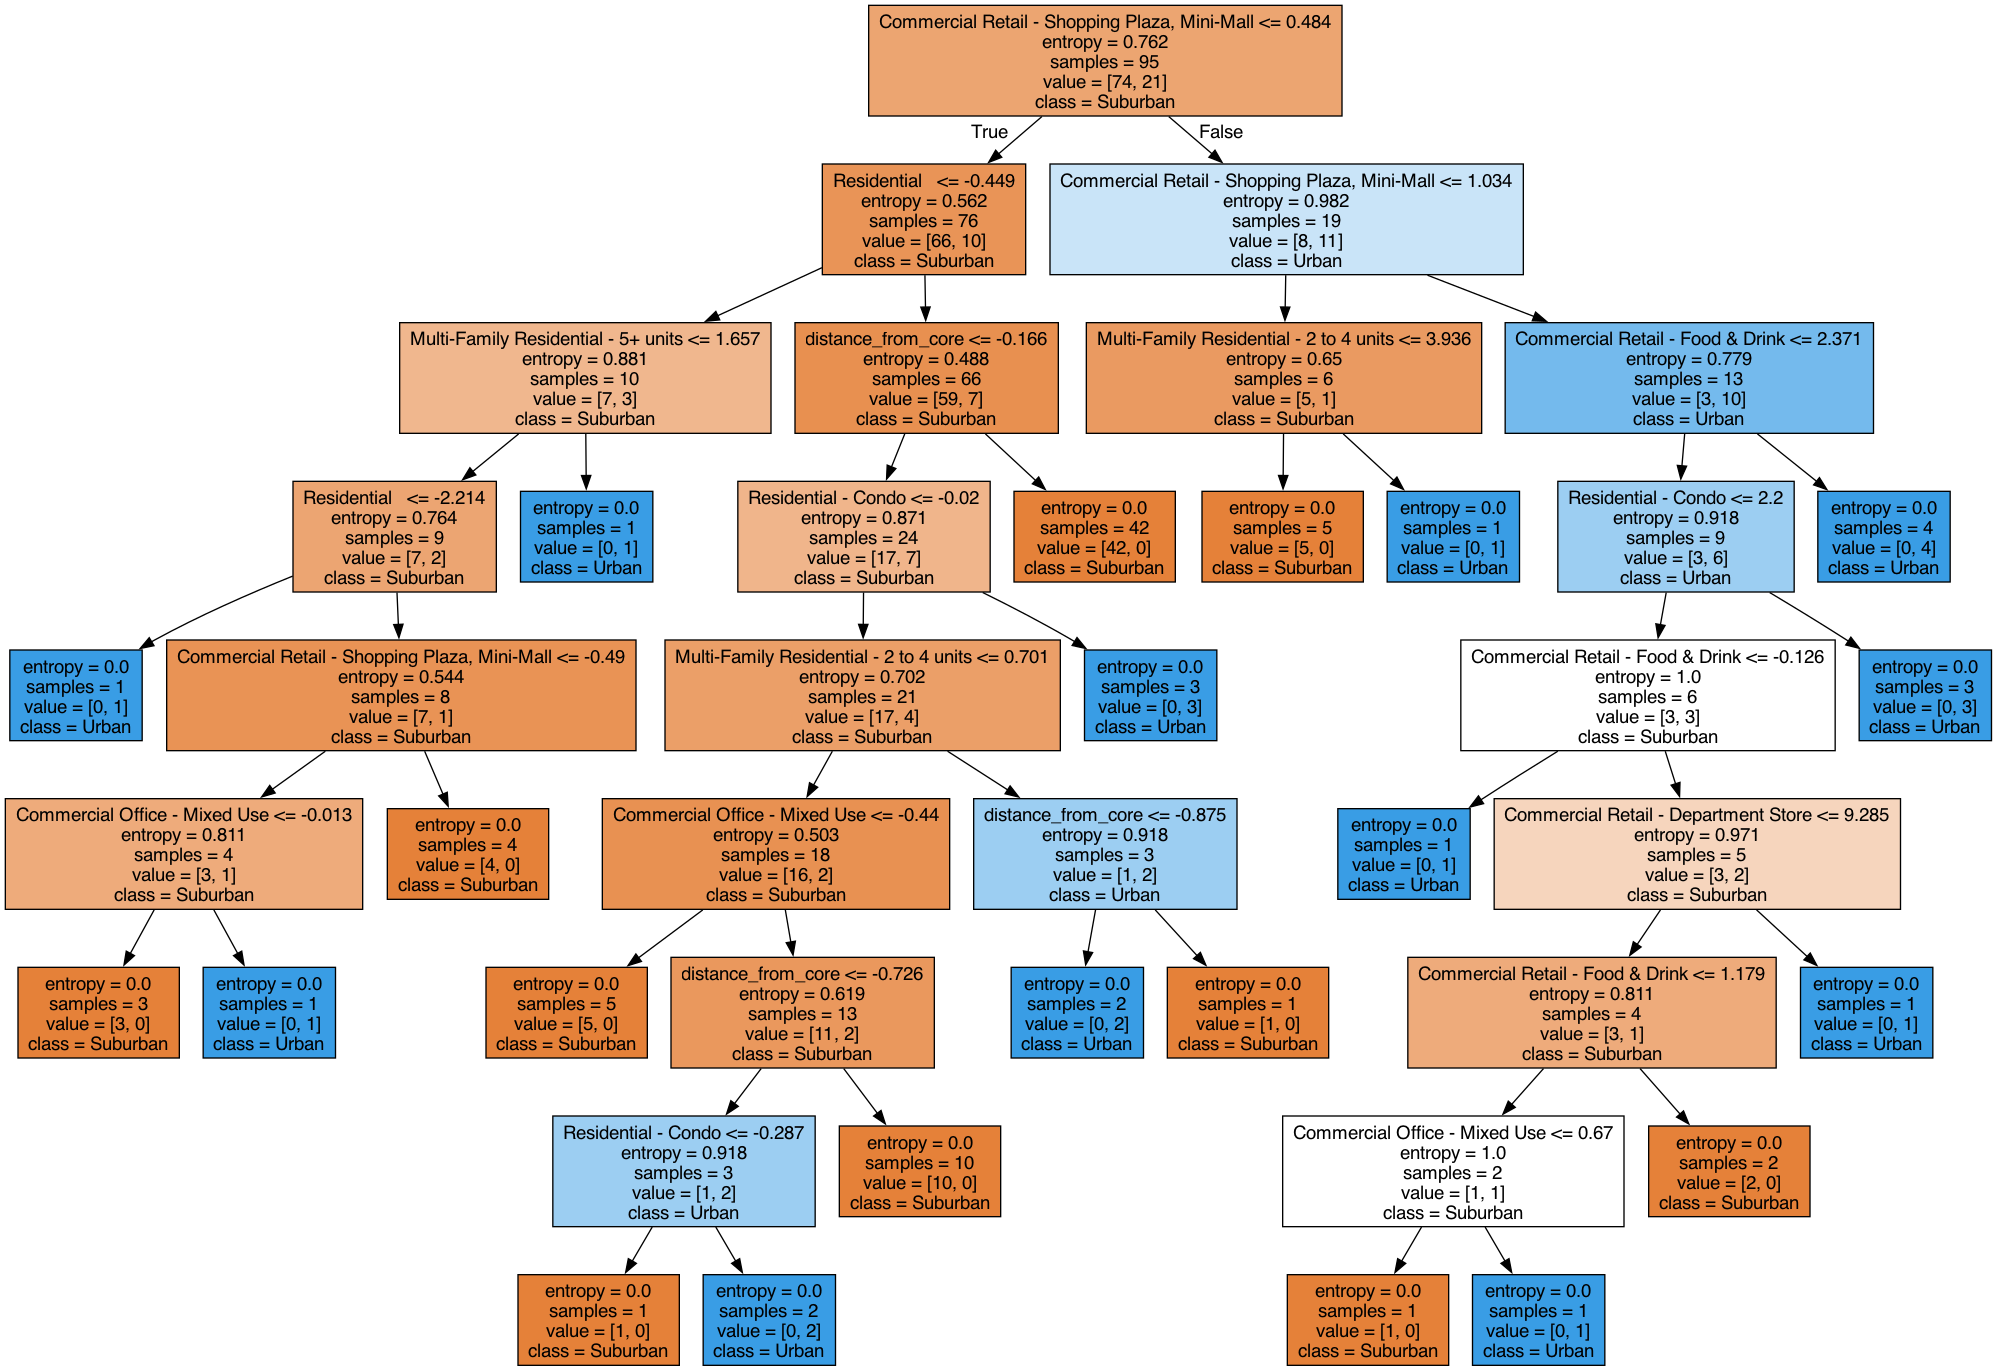 Commercial Retail - Shopping Plaza, Mini-Mall <= 0.484
entropy = 0.762
samples = 95
value = [74, 21]
class = Suburban
True
False
Residential   <= -0.449
entropy = 0.562
samples = 76
value = [66, 10]
class = Suburban
Commercial Retail - Shopping Plaza, Mini-Mall <= 1.034
entropy = 0.982
samples = 19
value = [8, 11]
class = Urban
Multi-Family Residential - 5+ units <= 1.657
entropy = 0.881
samples = 10
value = [7, 3]
class = Suburban
distance_from_core <= -0.166
entropy = 0.488
samples = 66
value = [59, 7]
class = Suburban
Multi-Family Residential - 2 to 4 units <= 3.936
entropy = 0.65
samples = 6
value = [5, 1]
class = Suburban
Commercial Retail - Food & Drink <= 2.371
entropy = 0.779
samples = 13
value = [3, 10]
class = Urban
Residential   <= -2.214
entropy = 0.764
samples = 9
value = [7, 2]
class = Suburban
entropy = 0.0
samples = 1
value = [0, 1]
class = Urban
Residential - Condo <= -0.02
entropy = 0.871
samples = 24
value = [17, 7]
class = Suburban
entropy = 0.0
samples = 42
value = [42, 0]
class = Suburban
entropy = 0.0
samples = 5
value = [5, 0]
class = Suburban
entropy = 0.0
samples = 1
value = [0, 1]
class = Urban
Residential - Condo <= 2.2
entropy = 0.918
samples = 9
value = [3, 6]
class = Urban
entropy = 0.0
samples = 4
value = [0, 4]
class = Urban
entropy = 0.0
samples = 1
value = [0, 1]
class = Urban
Commercial Retail - Shopping Plaza, Mini-Mall <= -0.49
entropy = 0.544
samples = 8
value = [7, 1]
class = Suburban
Multi-Family Residential - 2 to 4 units <= 0.701
entropy = 0.702
samples = 21
value = [17, 4]
class = Suburban
entropy = 0.0
samples = 3
value = [0, 3]
class = Urban
Commercial Retail - Food & Drink <= -0.126
entropy = 1.0
samples = 6
value = [3, 3]
class = Suburban
entropy = 0.0
samples = 3
value = [0, 3]
class = Urban
Commercial Office - Mixed Use <= -0.013
entropy = 0.811
samples = 4
value = [3, 1]
class = Suburban
entropy = 0.0
samples = 4
value = [4, 0]
class = Suburban
Commercial Office - Mixed Use <= -0.44
entropy = 0.503
samples = 18
value = [16, 2]
class = Suburban
distance_from_core <= -0.875
entropy = 0.918
samples = 3
value = [1, 2]
class = Urban
entropy = 0.0
samples = 1
value = [0, 1]
class = Urban
Commercial Retail - Department Store <= 9.285
entropy = 0.971
samples = 5
value = [3, 2]
class = Suburban
entropy = 0.0
samples = 3
value = [3, 0]
class = Suburban
entropy = 0.0
samples = 1
value = [0, 1]
class = Urban
entropy = 0.0
samples = 5
value = [5, 0]
class = Suburban
distance_from_core <= -0.726
entropy = 0.619
samples = 13
value = [11, 2]
class = Suburban
entropy = 0.0
samples = 2
value = [0, 2]
class = Urban
entropy = 0.0
samples = 1
value = [1, 0]
class = Suburban
Commercial Retail - Food & Drink <= 1.179
entropy = 0.811
samples = 4
value = [3, 1]
class = Suburban
entropy = 0.0
samples = 1
value = [0, 1]
class = Urban
Residential - Condo <= -0.287
entropy = 0.918
samples = 3
value = [1, 2]
class = Urban
entropy = 0.0
samples = 10
value = [10, 0]
class = Suburban
Commercial Office - Mixed Use <= 0.67
entropy = 1.0
samples = 2
value = [1, 1]
class = Suburban
entropy = 0.0
samples = 2
value = [2, 0]
class = Suburban
entropy = 0.0
samples = 1
value = [1, 0]
class = Suburban
entropy = 0.0
samples = 2
value = [0, 2]
class = Urban
entropy = 0.0
samples = 1
value = [1, 0]
class = Suburban
entropy = 0.0
samples = 1
value = [0, 1]
class = Urban